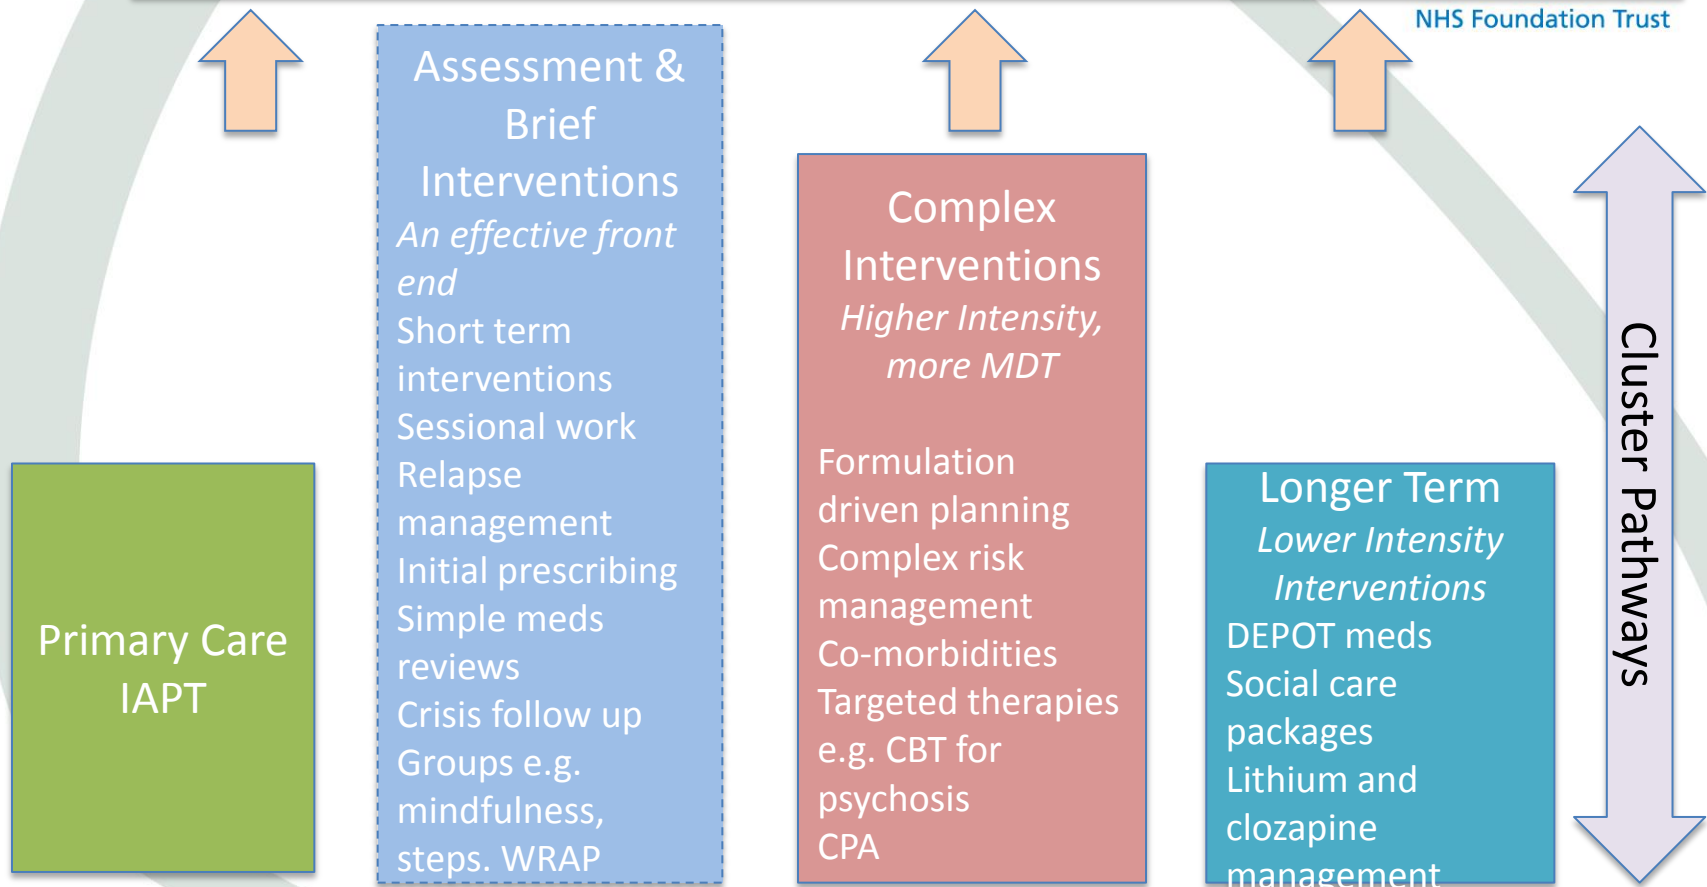 NHS Foundation Trust
Assessment &
Brief
Interventions
An effective front
end
Short term
interventions
Sessional work
Relapse
management
Initial prescribing
Simple meds
reviews
Crisis follow up
Groups e.g.
mindfulness,
steps. WRAP
Complex
Interventions
Higher Intensity,
more MDT
Formulation
driven planning
Complex risk
management
Co-morbidities
Targeted therapies
e.g. CBT for
psychosis
CPA
Primary Care
IAPT
Longer Term
Lower Intensity
Interventions
DEPOT meds
Social care
packages
Lithium and
clozapine
management
Cluster Pathways